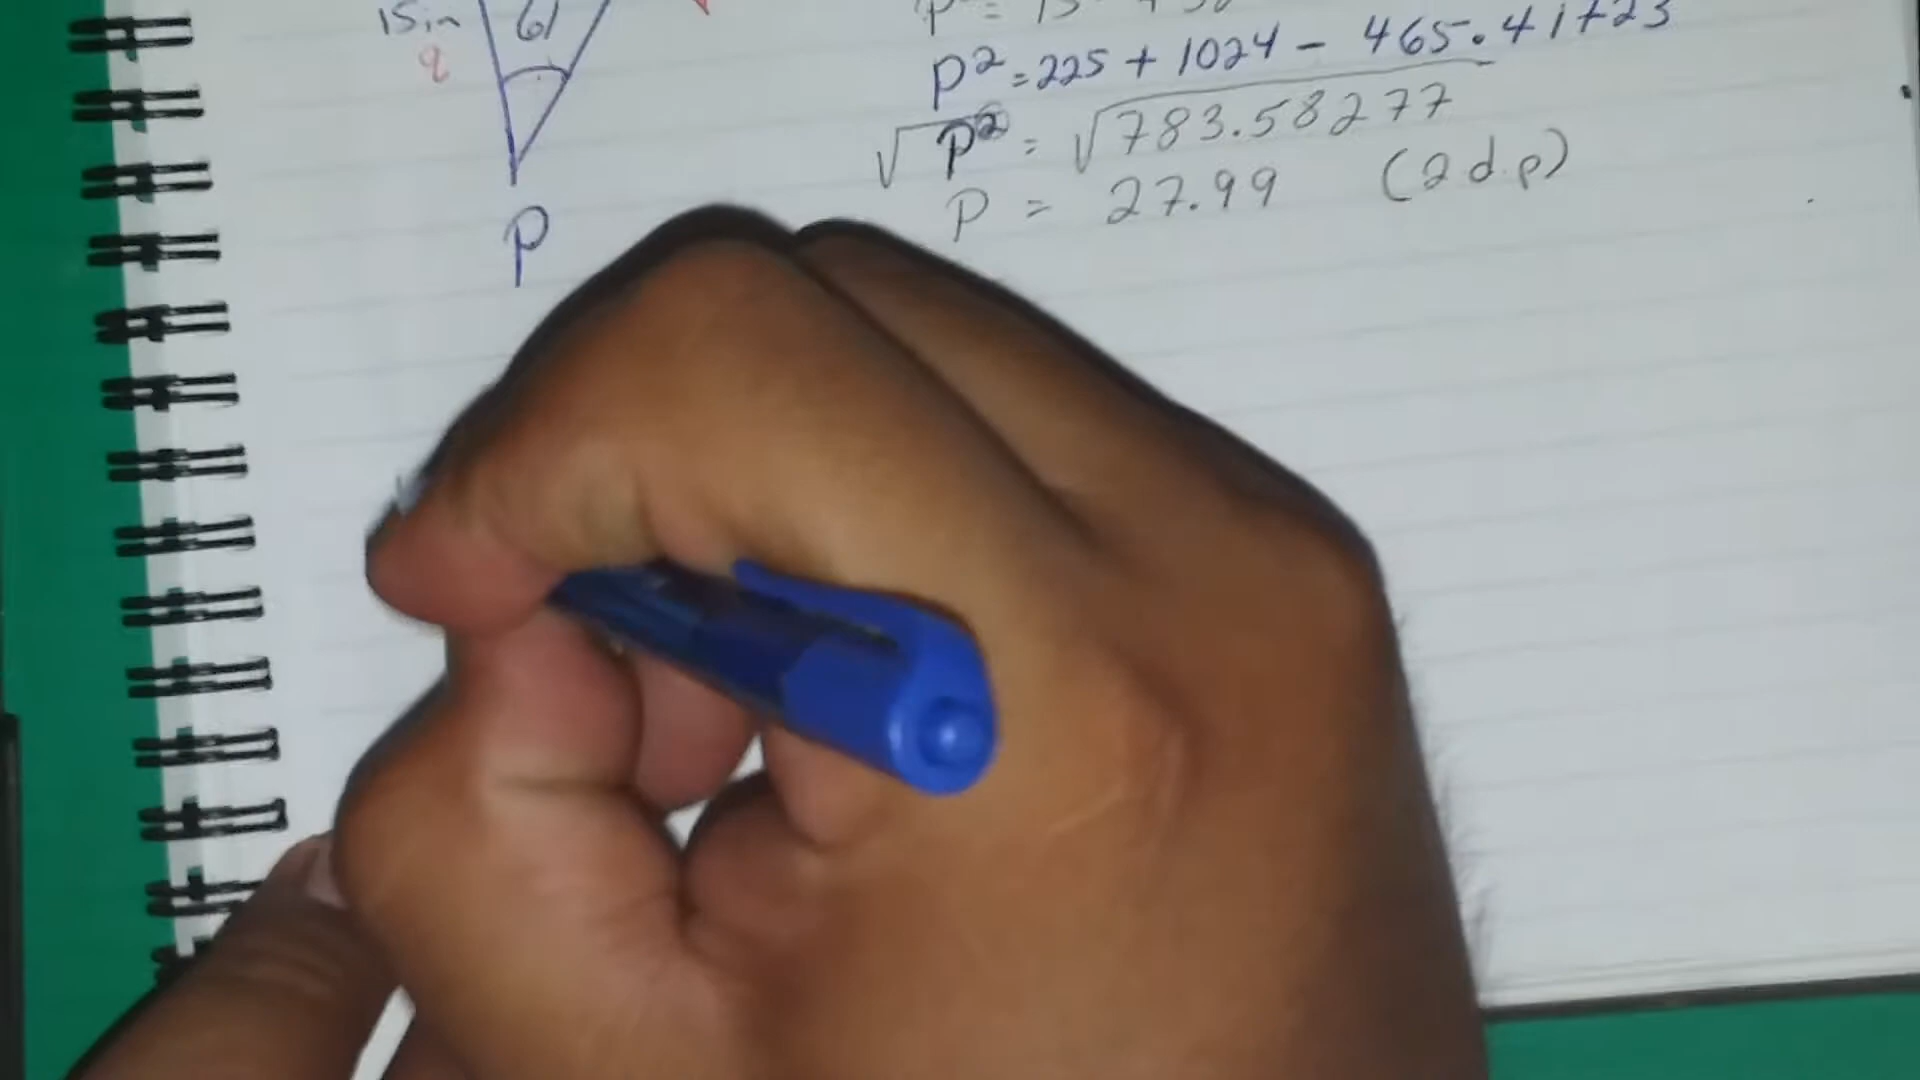 15in
61
q
P² = 225 + 1024 - 465.41723
√P² = √783.58277
P = 27.99 (2 d.p)
P